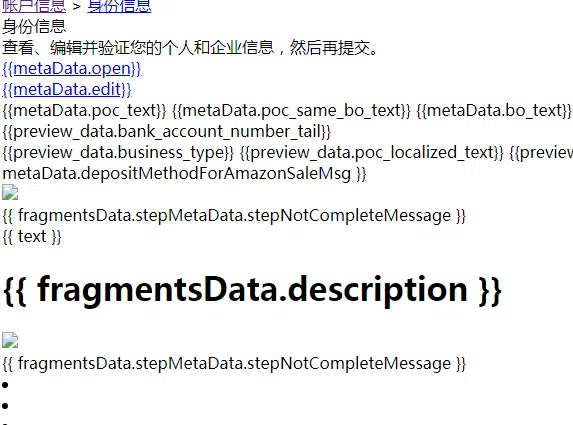 帐户信息 > 身份信息
身份信息
查看、编辑并验证您的个人和企业信息，然后再提交。
{{metaData.open}}
{{metaData.edit}}
{{metaData.poc_text}} {{metaData.poc_same_bo_text}} {{metaData.bo_text}}
{{preview_data.bank_account_number_tail}}
{{preview_data.business_type}} {{preview_data.poc_localized_text}} {{previe
metaData.depositMethodForAmazonSaleMsg }}
{{ fragmentsData.stepMetaData.stepNotCompleteMessage }}
{{ text }}
{{ fragmentsData.description }}
{{ fragmentsData.stepMetaData.stepNotCompleteMessage }}